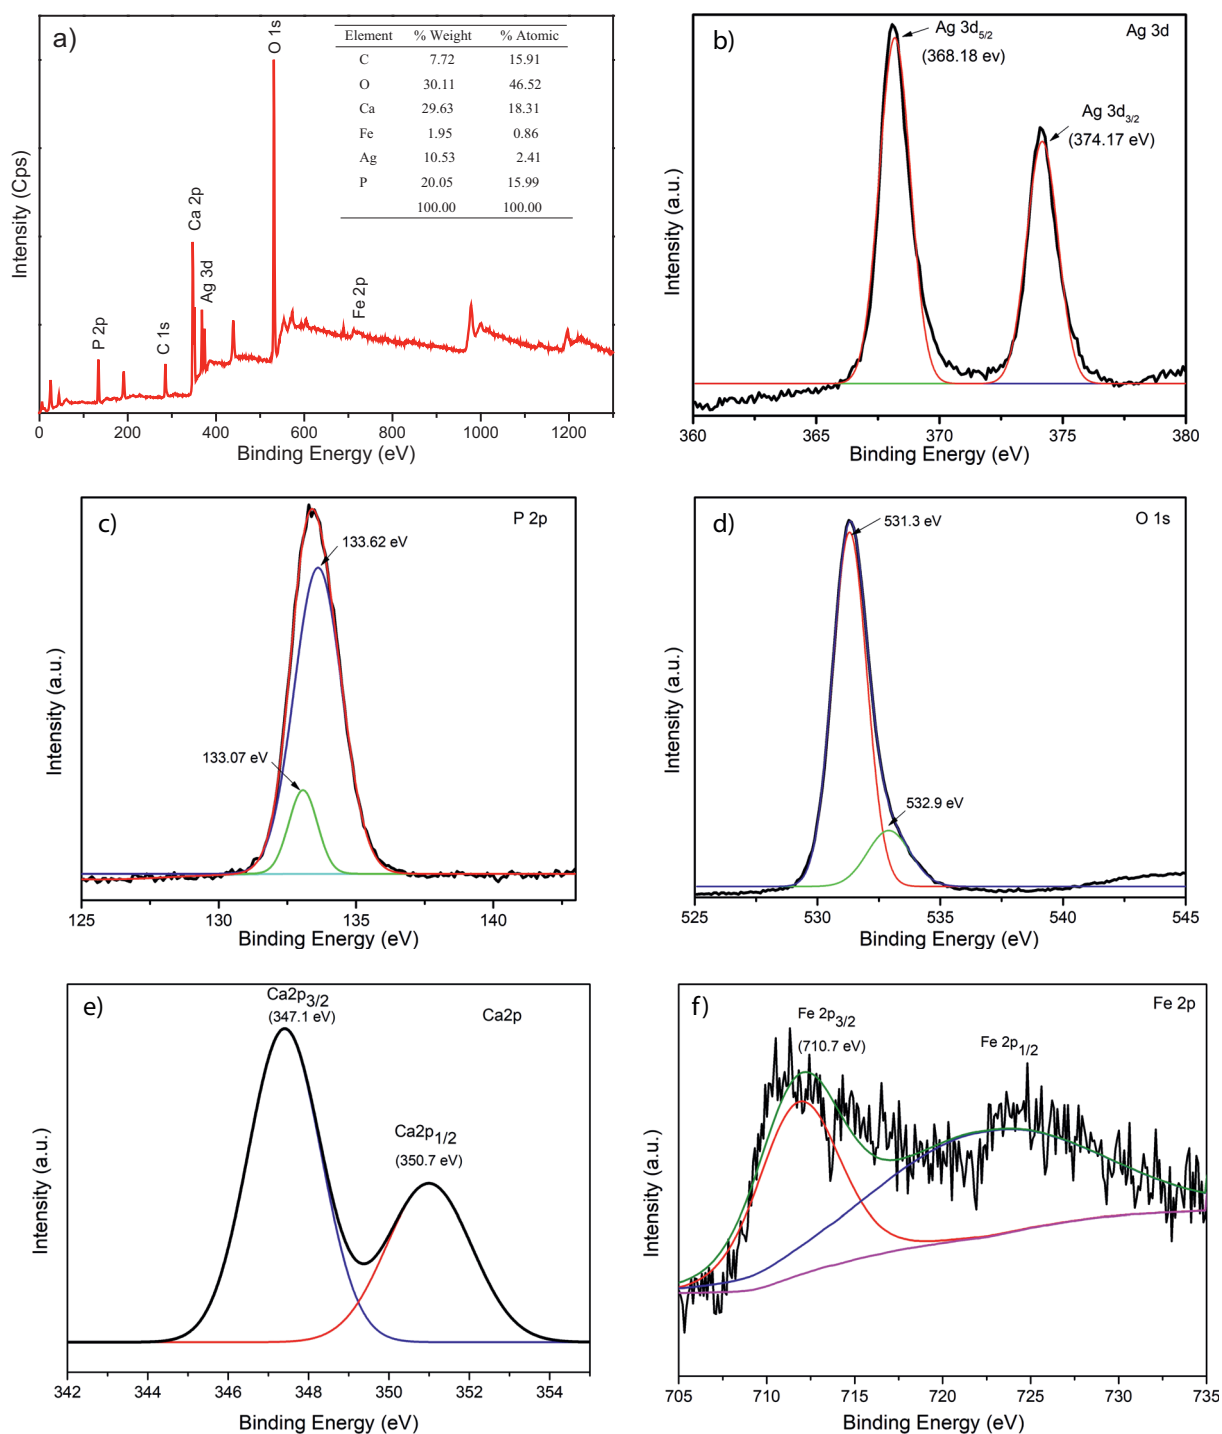 a)
Element % Weight % Atomic
C 7.72 15.91
O 30.11 46.52
Ca 29.63 18.31
Fe 1.95 0.86
Ag 10.53 2.41
P 20.05 15.99
100.00 100.00
O 1s
Ca 2p
Ag 3d
P 2p
C 1s
Fe 2p
Intensity (Cps)
0 200 400 600 800 1000 1200
Binding Energy (eV)
b)
Ag 3d
Ag 3d5/2
(368.18 ev)
Ag 3d3/2
(374.17 eV)
Intensity (a.u.)
360 365 370 375 380
Binding Energy (eV)
c)
P 2p
133.62 eV
133.07 eV
Intensity (a.u.)
125 130 135 140
Binding Energy (eV)
d)
O 1s
531.3 eV
532.9 eV
Intensity (a.u.)
525 530 535 540 545
Binding Energy (eV)
e)
Ca2p3/2
(347.1 eV)
Ca2p
Ca2p1/2
(350.7 eV)
Intensity (a.u.)
342 344 346 348 350 352 354
Binding Energy (eV)
f)
Fe 2p
Fe 2p3/2
(710.7 eV)
Fe 2p1/2
Intensity (a.u.)
705 710 715 720 725 730 735
Binding Energy (eV)